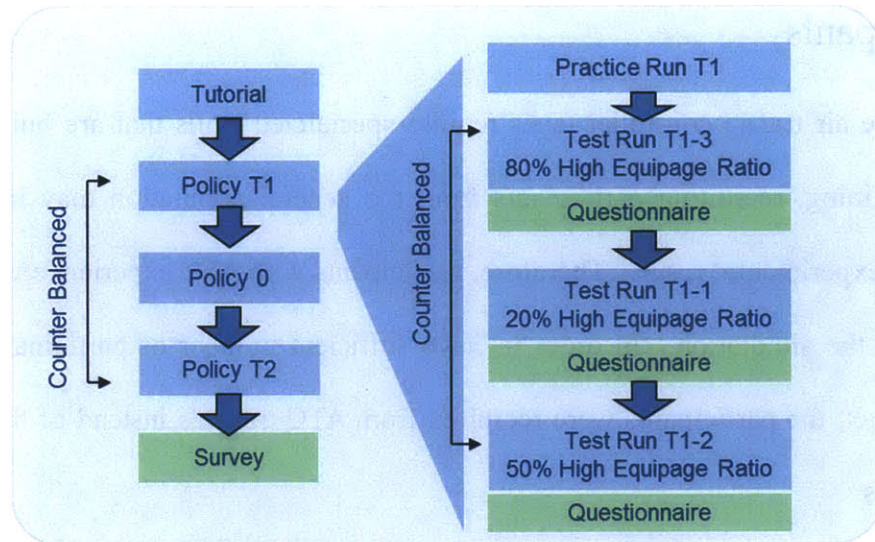 Tutorial
Policy T1
Policy 0
Policy T2
Survey
Counter Balanced
Practice Run T1
Test Run T1-3
80% High Equipage Ratio
Questionnaire
Test Run T1-1
20% High Equipage Ratio
Questionnaire
Test Run T1-2
50% High Equipage Ratio
Questionnaire
Counter Balanced